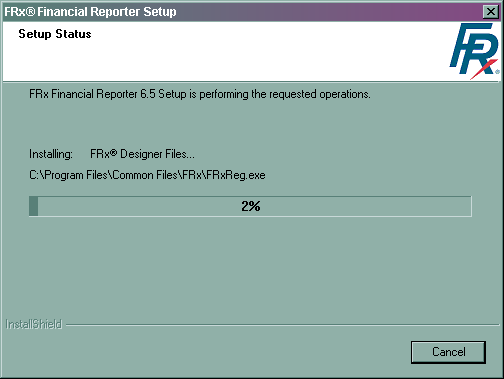 FRx® Financial Reporter Setup
Setup Status
FRx®
FRx Financial Reporter 6.5 Setup is performing the requested operations.
Installing: FRx® Designer Files...
C:\Program Files\Common Files\FRx\FRxReg.exe
2%
InstallShield
Cancel